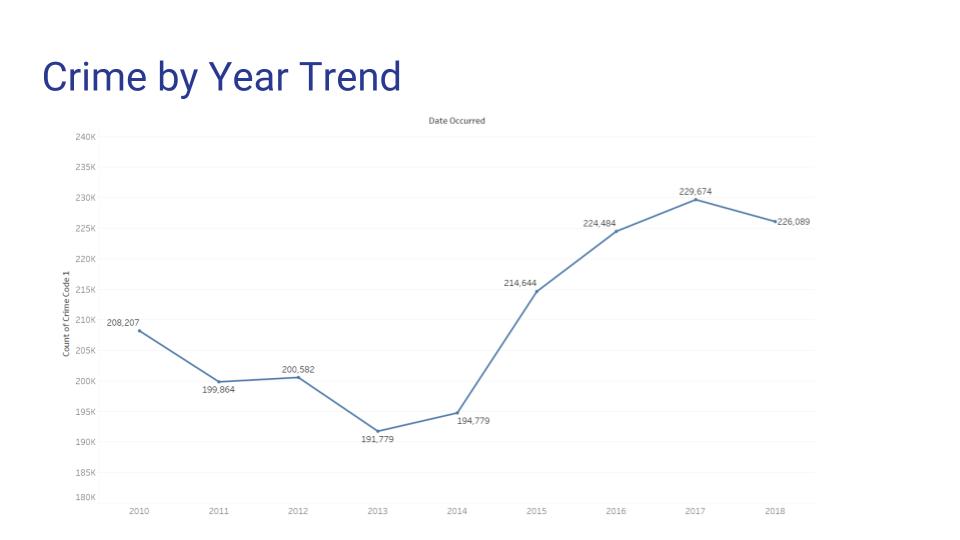 Crime by Year Trend
Date Occurred
Count of Crime Code 1
240K
235K
230K
225K
220K
215K
210K
205K
200K
195K
190K
185K
180K
208,207
199,864
200,582
191,779
194,779
214,644
224,484
229,674
226,089
2010 2011 2012 2013 2014 2015 2016 2017 2018